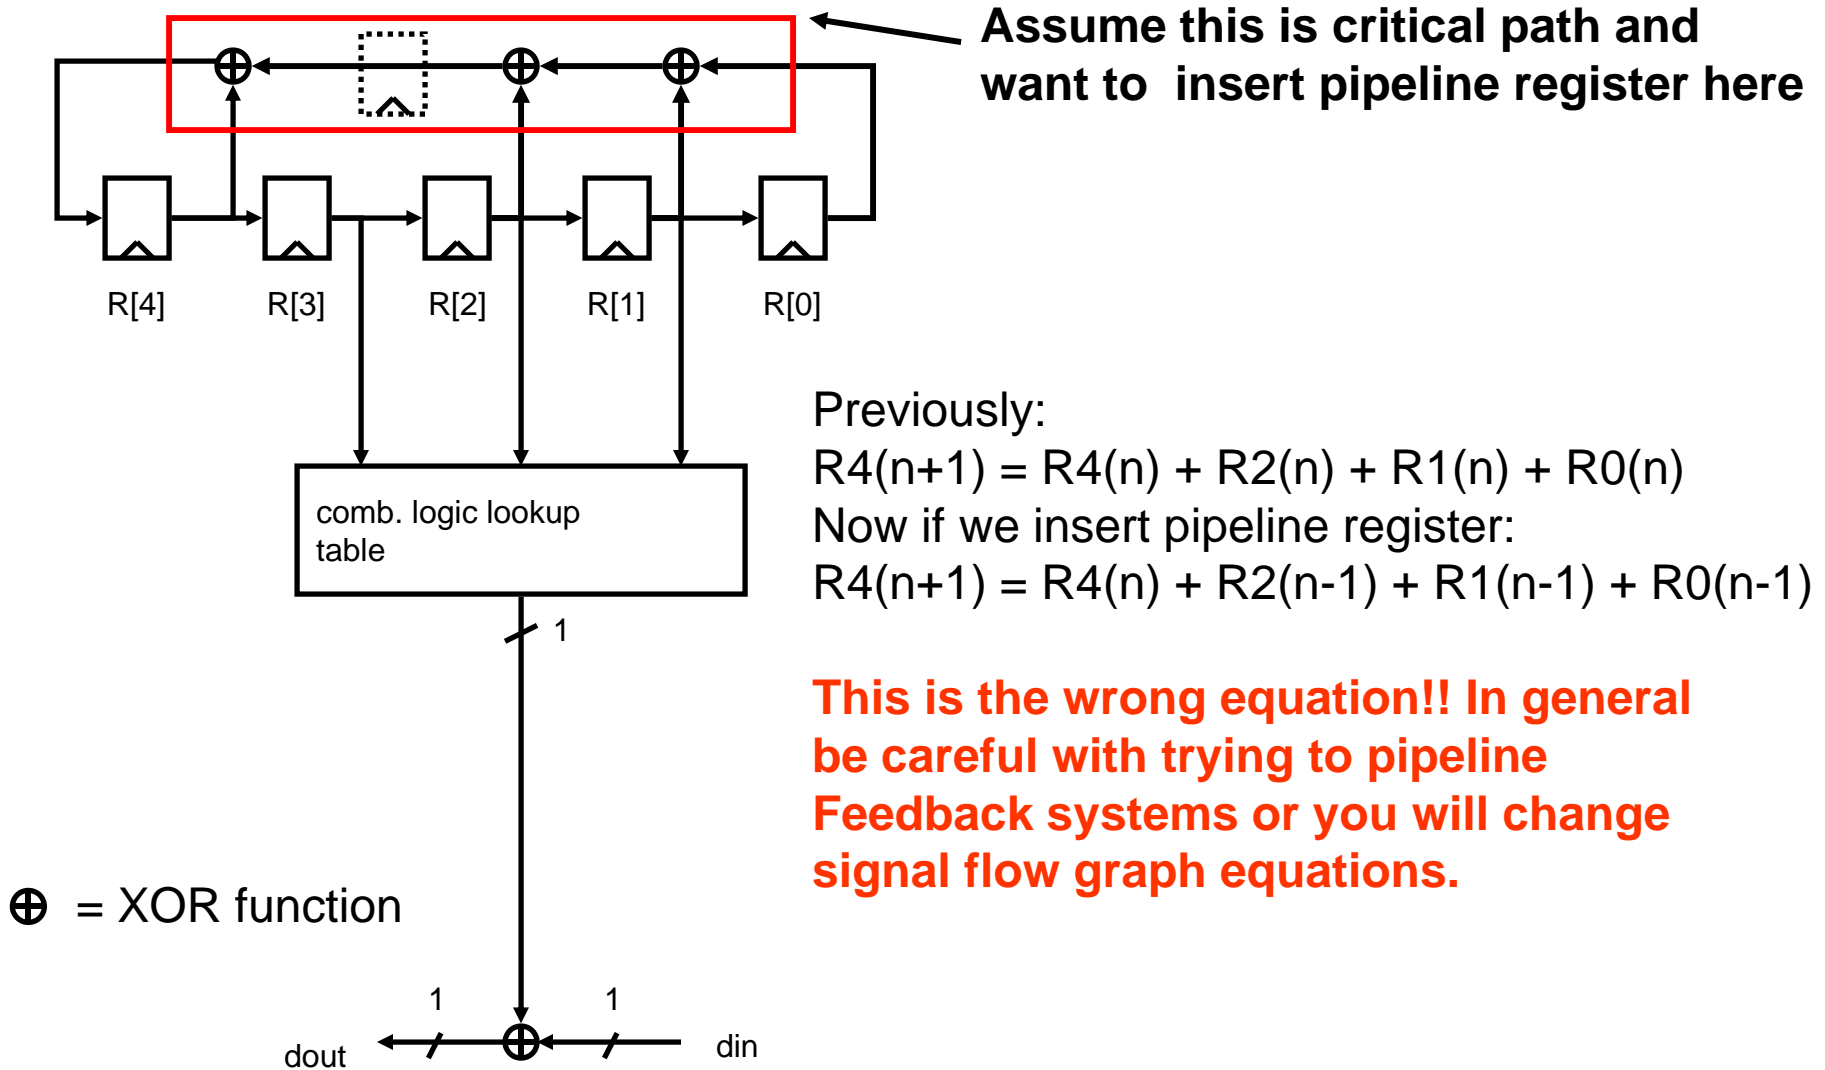 Assume this is critical path and
want to insert pipeline register here
R[4]
R[3]
R[2]
R[1]
R[0]
Previously:
R4(n+1) = R4(n) + R2(n) + R1(n) + R0(n)
Now if we insert pipeline register:
R4(n+1) = R4(n) + R2(n-1) + R1(n-1) + R0(n-1)
comb. logic lookup
table
1
This is the wrong equation!! In general
be careful with trying to pipeline
Feedback systems or you will change
signal flow graph equations.
⊕ = XOR function
1
1
dout
din